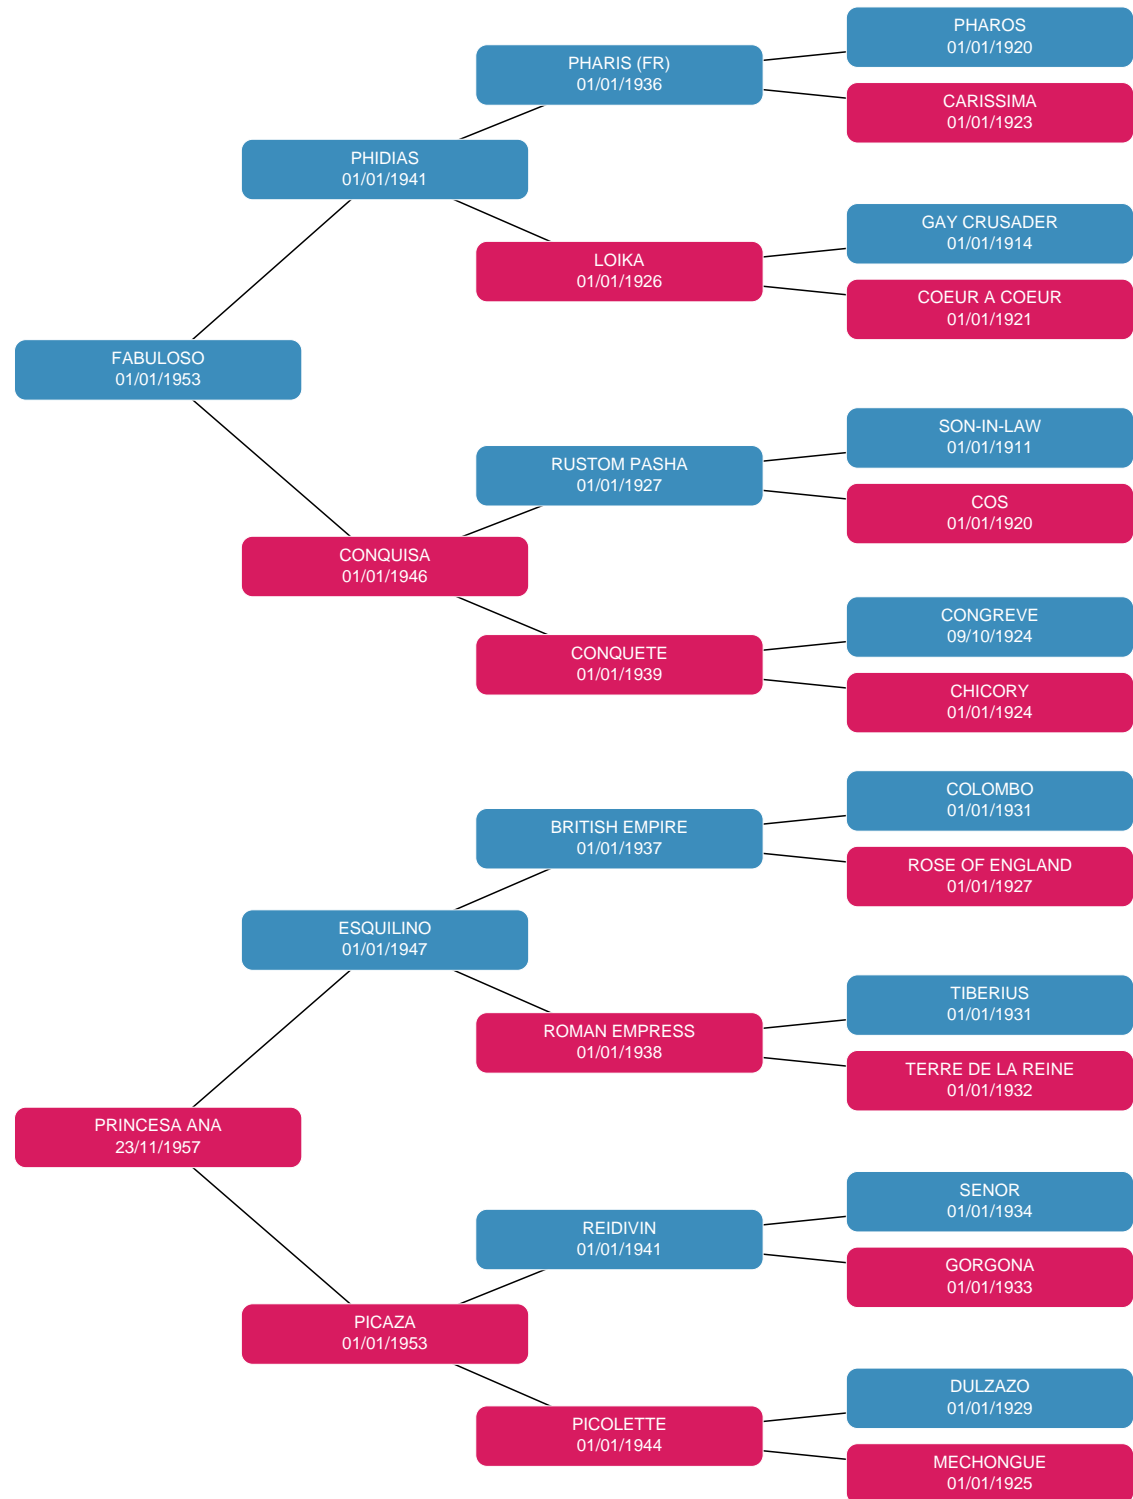 PHAROS
01/01/1920
PHARIS (FR)
01/01/1936
CARISSIMA
01/01/1923
PHIDIAS
01/01/1941
GAY CRUSADER
01/01/1914
LOIKA
01/01/1926
COEUR A COEUR
01/01/1921
FABULOSO
01/01/1953
SON-IN-LAW
01/01/1911
RUSTOM PASHA
01/01/1927
COS
01/01/1920
CONQUISA
01/01/1946
CONGREVE
09/10/1924
CONQUETE
01/01/1939
CHICORY
01/01/1924
COLOMBO
01/01/1931
BRITISH EMPIRE
01/01/1937
ROSE OF ENGLAND
01/01/1927
ESQUILINO
01/01/1947
TIBERIUS
01/01/1931
ROMAN EMPRESS
01/01/1938
TERRE DE LA REINE
01/01/1932
PRINCESA ANA
23/11/1957
SENOR
01/01/1934
REIDIVIN
01/01/1941
GORGONA
01/01/1933
PICAZA
01/01/1953
DULZAZO
01/01/1929
PICOLETTE
01/01/1944
MECHONGUE
01/01/1925